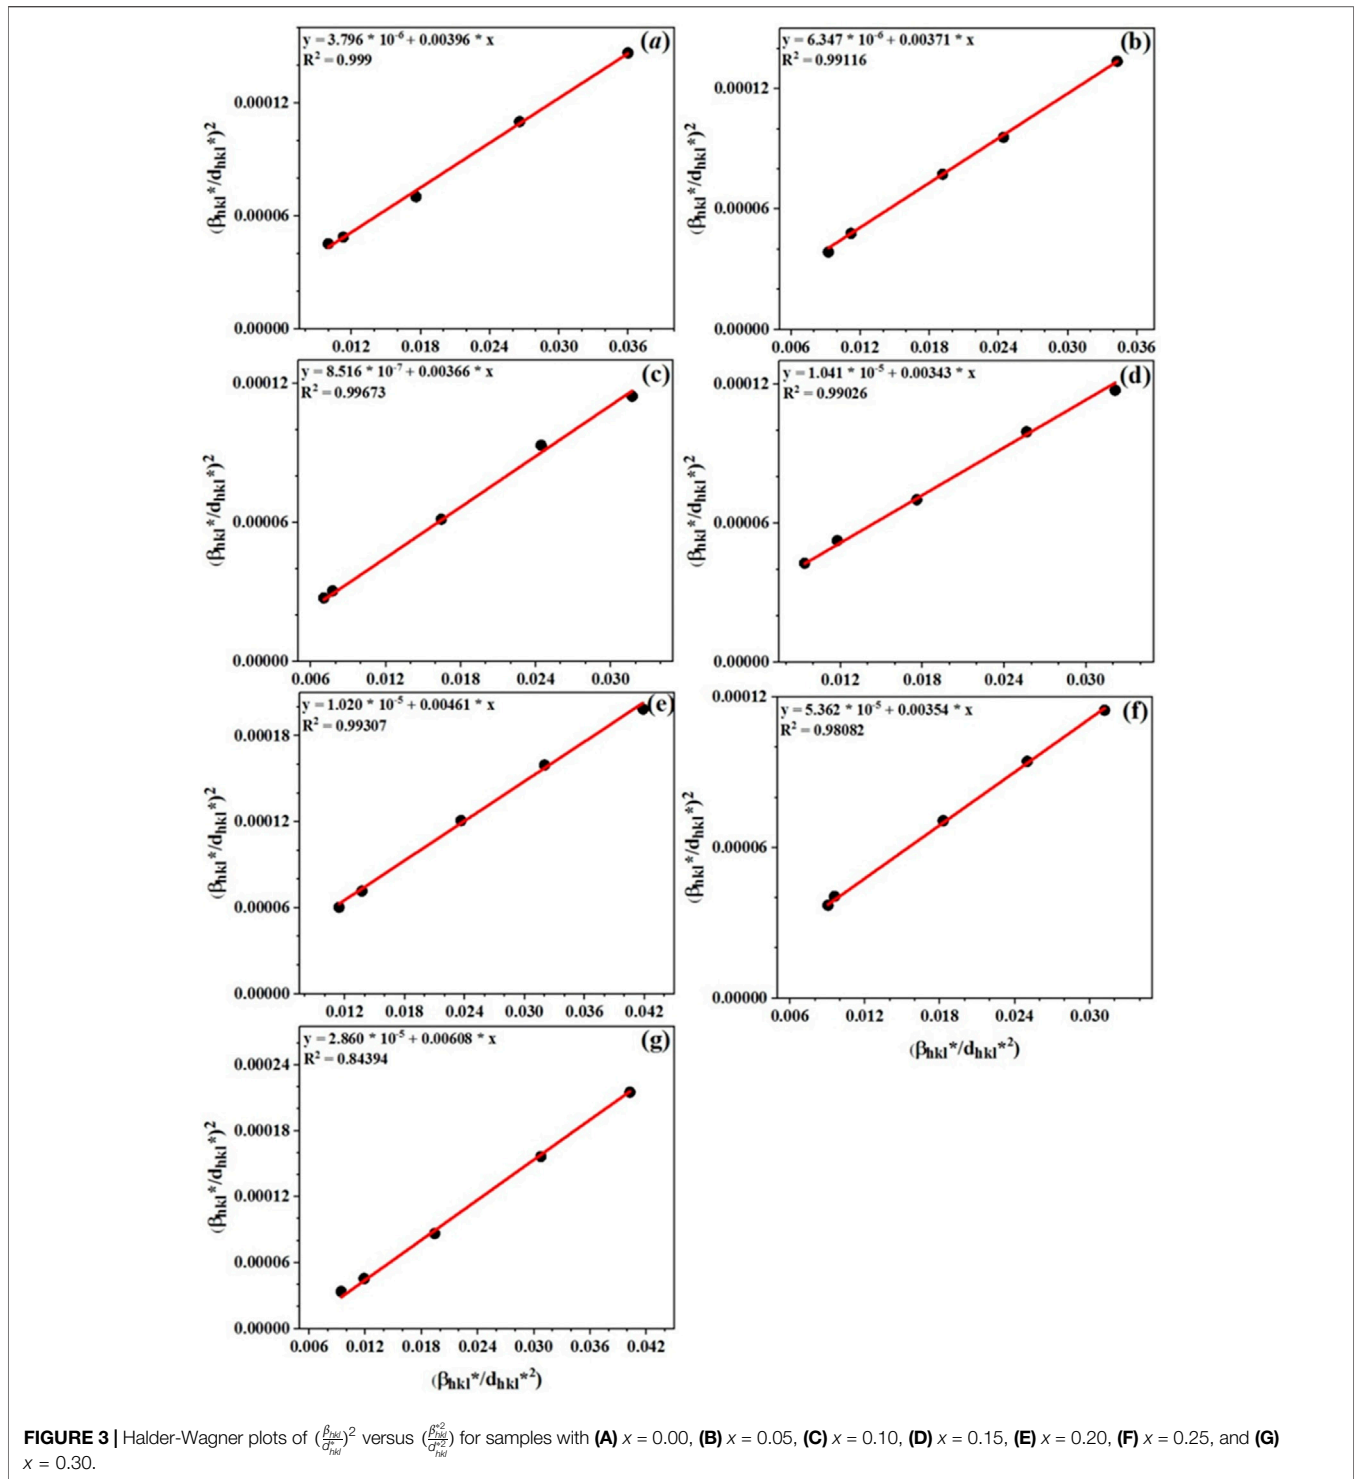 y = 3.796 * 10⁻⁶ + 0.00396 * x
(a)
R² = 0.999
0.00012
0.00006
0.00000
(βhkl*/dhkl*)²
0.012 0.018 0.024 0.030 0.036
y = 6.347 * 10⁻⁶ + 0.00371 * x
(b)
R² = 0.99116
0.00012
0.00006
0.00000
(βhkl*/dhkl*)²
0.006 0.012 0.018 0.024 0.030 0.036
y = 8.516 * 10⁻⁷ + 0.00366 * x
(c)
R² = 0.99673
0.00012
0.00006
0.00000
(βhkl*/dhkl*)²
0.006 0.012 0.018 0.024 0.030
y = 1.041 * 10⁻⁵ + 0.00343 * x
(d)
R² = 0.99026
0.00012
0.00006
0.00000
(βhkl*/dhkl*)²
0.012 0.018 0.024 0.030
y = 1.020 * 10⁻⁵ + 0.00461 * x
(e)
R² = 0.99307
0.00018
0.00012
0.00006
0.00000
(βhkl*/dhkl*)²
0.012 0.018 0.024 0.030 0.036 0.042
y = 5.362 * 10⁻⁵ + 0.00354 * x
(f)
R² = 0.98082
0.00012
0.00006
0.00000
(βhkl*/dhkl*)²
0.006 0.012 0.018 0.024 0.030
(βhkl*/dhkl*²)
y = 2.860 * 10⁻⁵ + 0.00608 * x
(g)
R² = 0.84394
0.00024
0.00018
0.00012
0.00006
0.00000
(βhkl*/dhkl*)²
0.006 0.012 0.018 0.024 0.030 0.036 0.042
(βhkl*/dhkl*²)
FIGURE 3 | Halder-Wagner plots of (β*hkl/d*hkl)² versus (β*²hkl/d*²hkl) for samples with (A) x = 0.00, (B) x = 0.05, (C) x = 0.10, (D) x = 0.15, (E) x = 0.20, (F) x = 0.25, and (G)
x = 0.30.